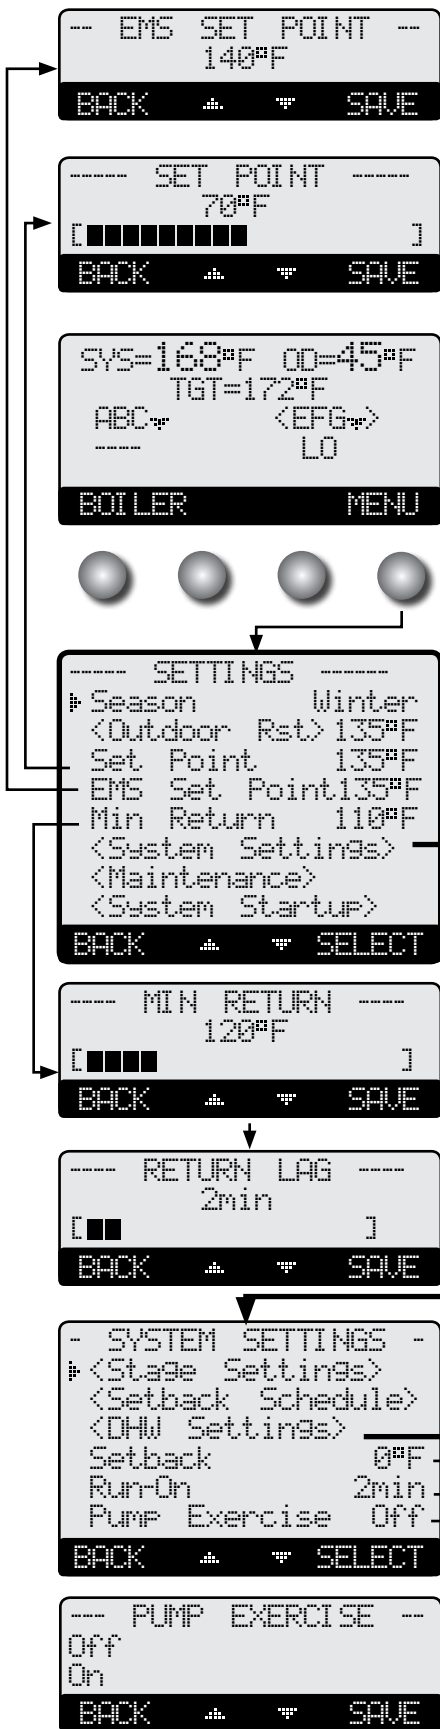 -- EMS SET POINT --
140°F
BACK SAVE
----- SET POINT -----
70°F
[ ]
BACK SAVE
SYS=168°F OD=45°F
TGT=172°F
ABC <EFG>
---- LO
BOILER MENU
----- SETTINGS ------
Season Winter
<Outdoor Rst> 135°F
Set Point 135°F
EMS Set Point135°F
Min Return 110°F
<System Settings>
<Maintenance>
<System Startup>
BACK SELECT
---- MIN RETURN ----
120°F
[ ]
BACK SAVE
---- RETURN LAG ----
2min
[ ]
BACK SAVE
- SYSTEM SETTINGS -
<Stage Settings>
<Setback Schedule>
<DHW Settings>
Setback 0°F
Run-On 2min
Pump Exercise Off
BACK SELECT
--- PUMP EXERCISE --
Off
On
BACK SAVE